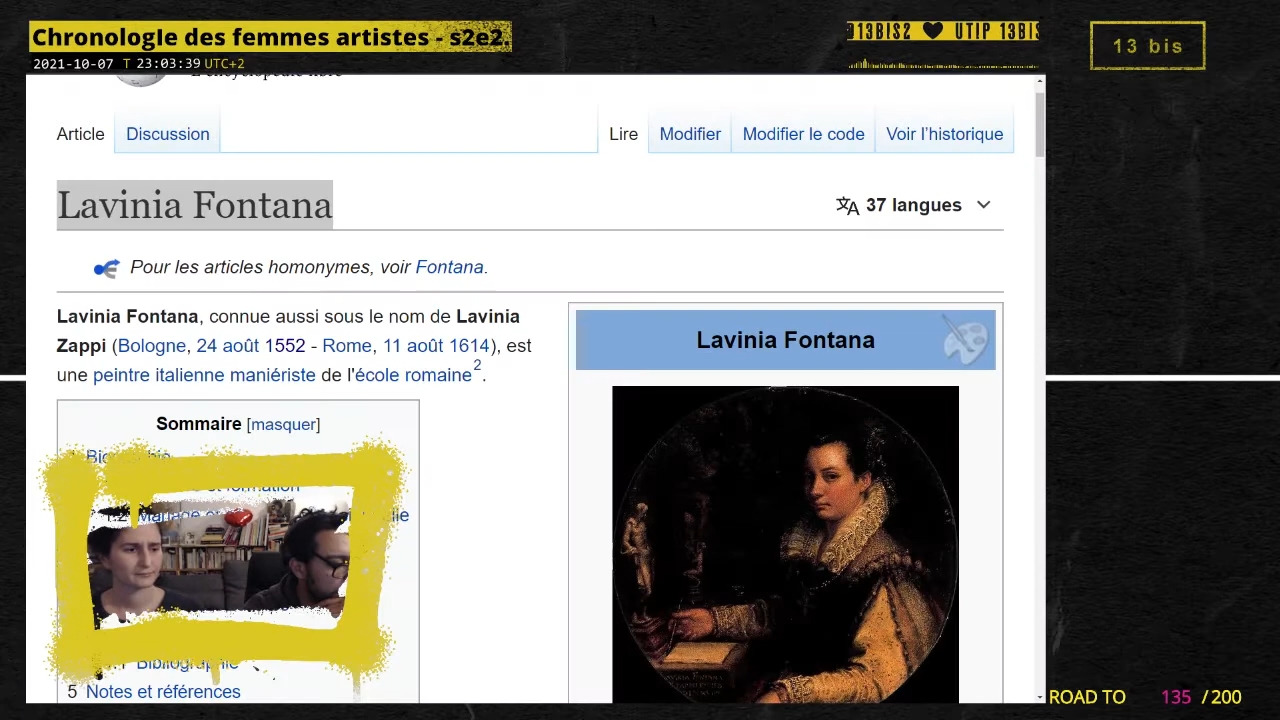 Chronologie des femmes artistes - s2e2.
2021-10-07 T 23:03:39 UTC+2
13BIS2 ♥ UTIP 13BIS
13 bis
Article
Discussion
Lire
Modifier
Modifier le code
Voir l’historique
Lavinia Fontana
37 langues
Pour les articles homonymes, voir Fontana.
Lavinia Fontana, connue aussi sous le nom de Lavinia
Zappi (Bologne, 24 août 1552 - Rome, 11 août 1614), est
une peintre italienne maniériste de l'école romaine2.
Lavinia Fontana
Sommaire [masquer]
Bibliographie
5 Notes et références
ROAD TO 135 / 200